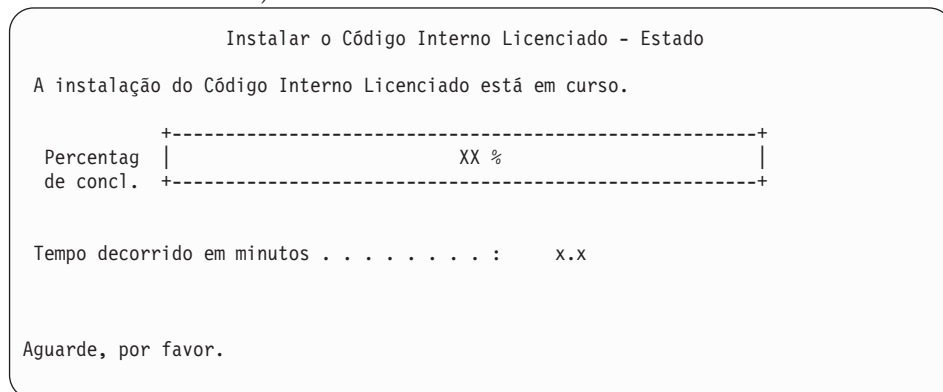 Instalar o Código Interno Licenciado - Estado
A instalação do Código Interno Licenciado está em curso.
+-------------------------------------------------------+
Percentag | XX % |
de concl. +-------------------------------------------------------+
Tempo decorrido em minutos . . . . . . . . : x.x
Aguarde, por favor.